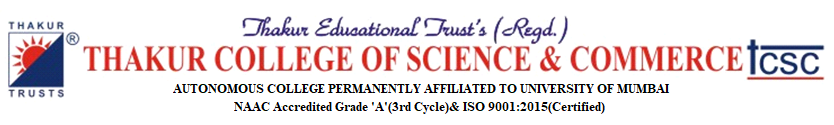 THAKUR
®
TRUSTS
Thakur Educational Trust's (Regd.)
THAKUR COLLEGE OF SCIENCE & COMMERCE
tcsc
AUTONOMOUS COLLEGE PERMANENTLY AFFILIATED TO UNIVERSITY OF MUMBAI
NAAC Accredited Grade 'A'(3rd Cycle)& ISO 9001:2015(Certified)